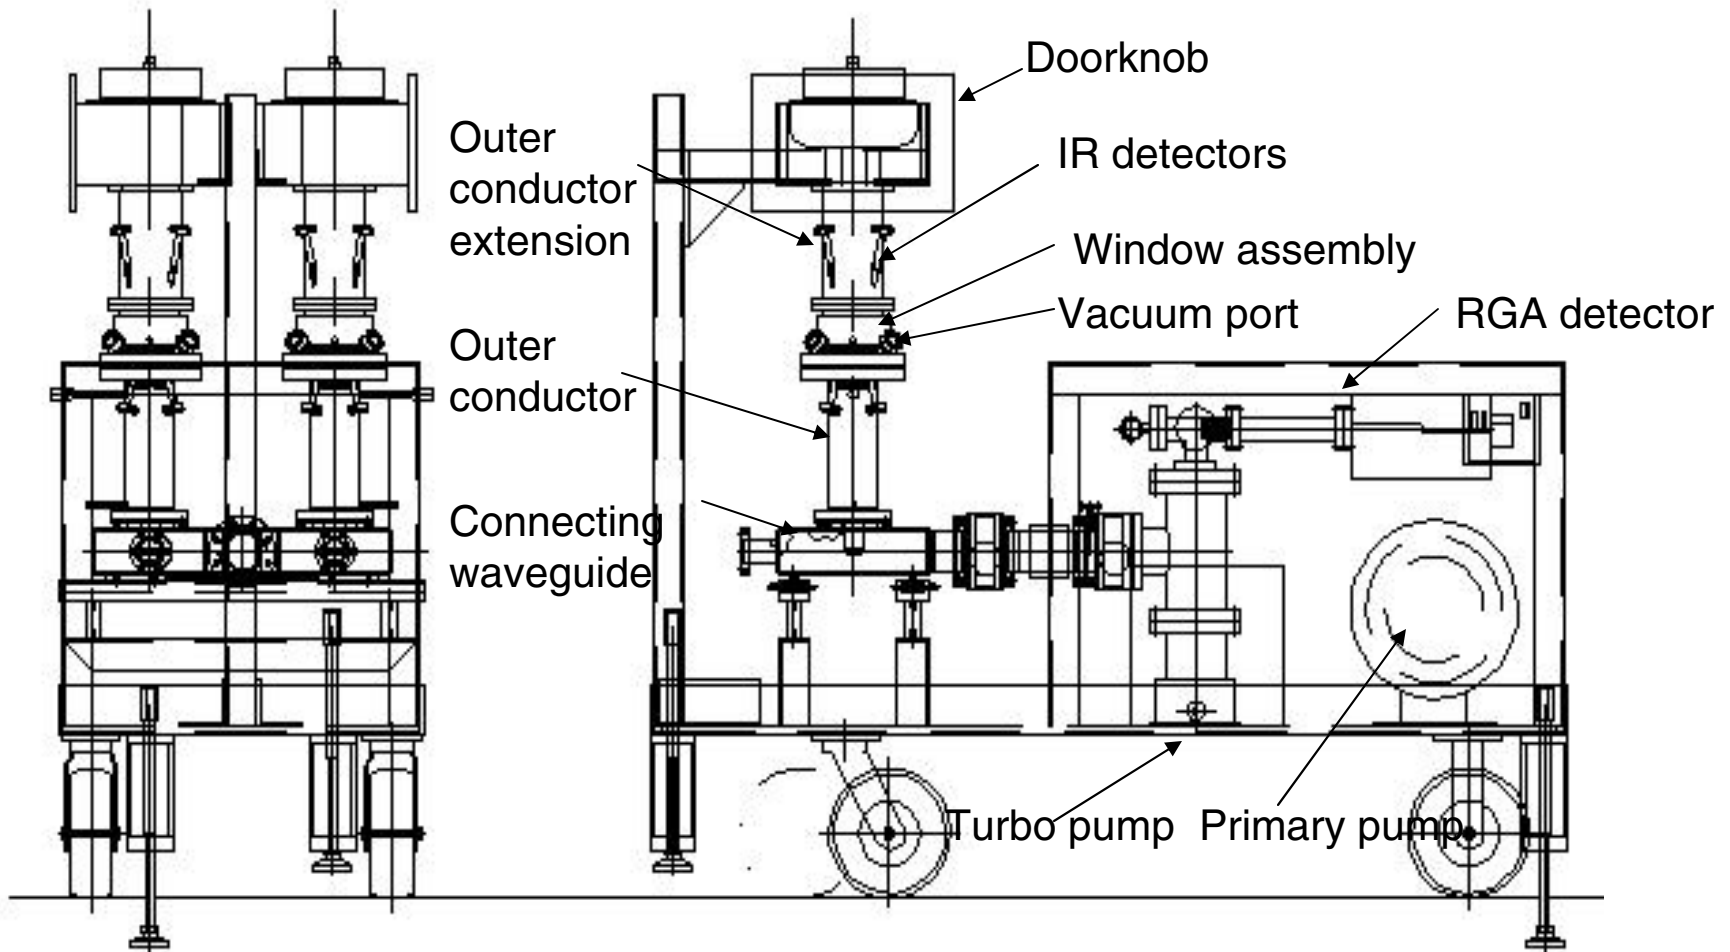 Doorknob
Outer
conductor
extension
IR detectors
Window assembly
Vacuum port
RGA detector
Outer
conductor
Connecting
waveguide
Turbo pump
Primary pump